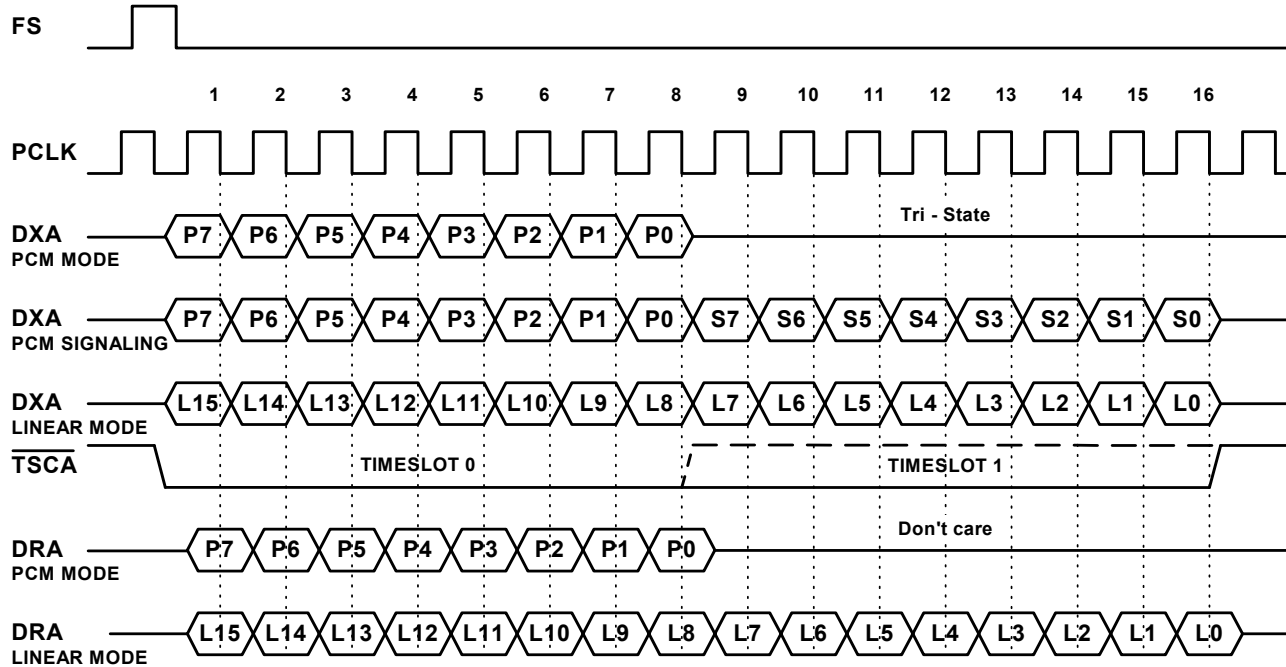 FS
1 2 3 4 5 6 7 8 9 10 11 12 13 14 15 16
PCLK
DXA P7 P6 P5 P4 P3 P2 P1 P0 Tri - State
PCM MODE
DXA P7 P6 P5 P4 P3 P2 P1 P0 S7 S6 S5 S4 S3 S2 S1 S0
PCM SIGNALING
DXA L15 L14 L13 L12 L11 L10 L9 L8 L7 L6 L5 L4 L3 L2 L1 L0
LINEAR MODE
TSCA TIMESLOT 0 TIMESLOT 1
DRA P7 P6 P5 P4 P3 P2 P1 P0 Don't care
PCM MODE
DRA L15 L14 L13 L12 L11 L10 L9 L8 L7 L6 L5 L4 L3 L2 L1 L0
LINEAR MODE